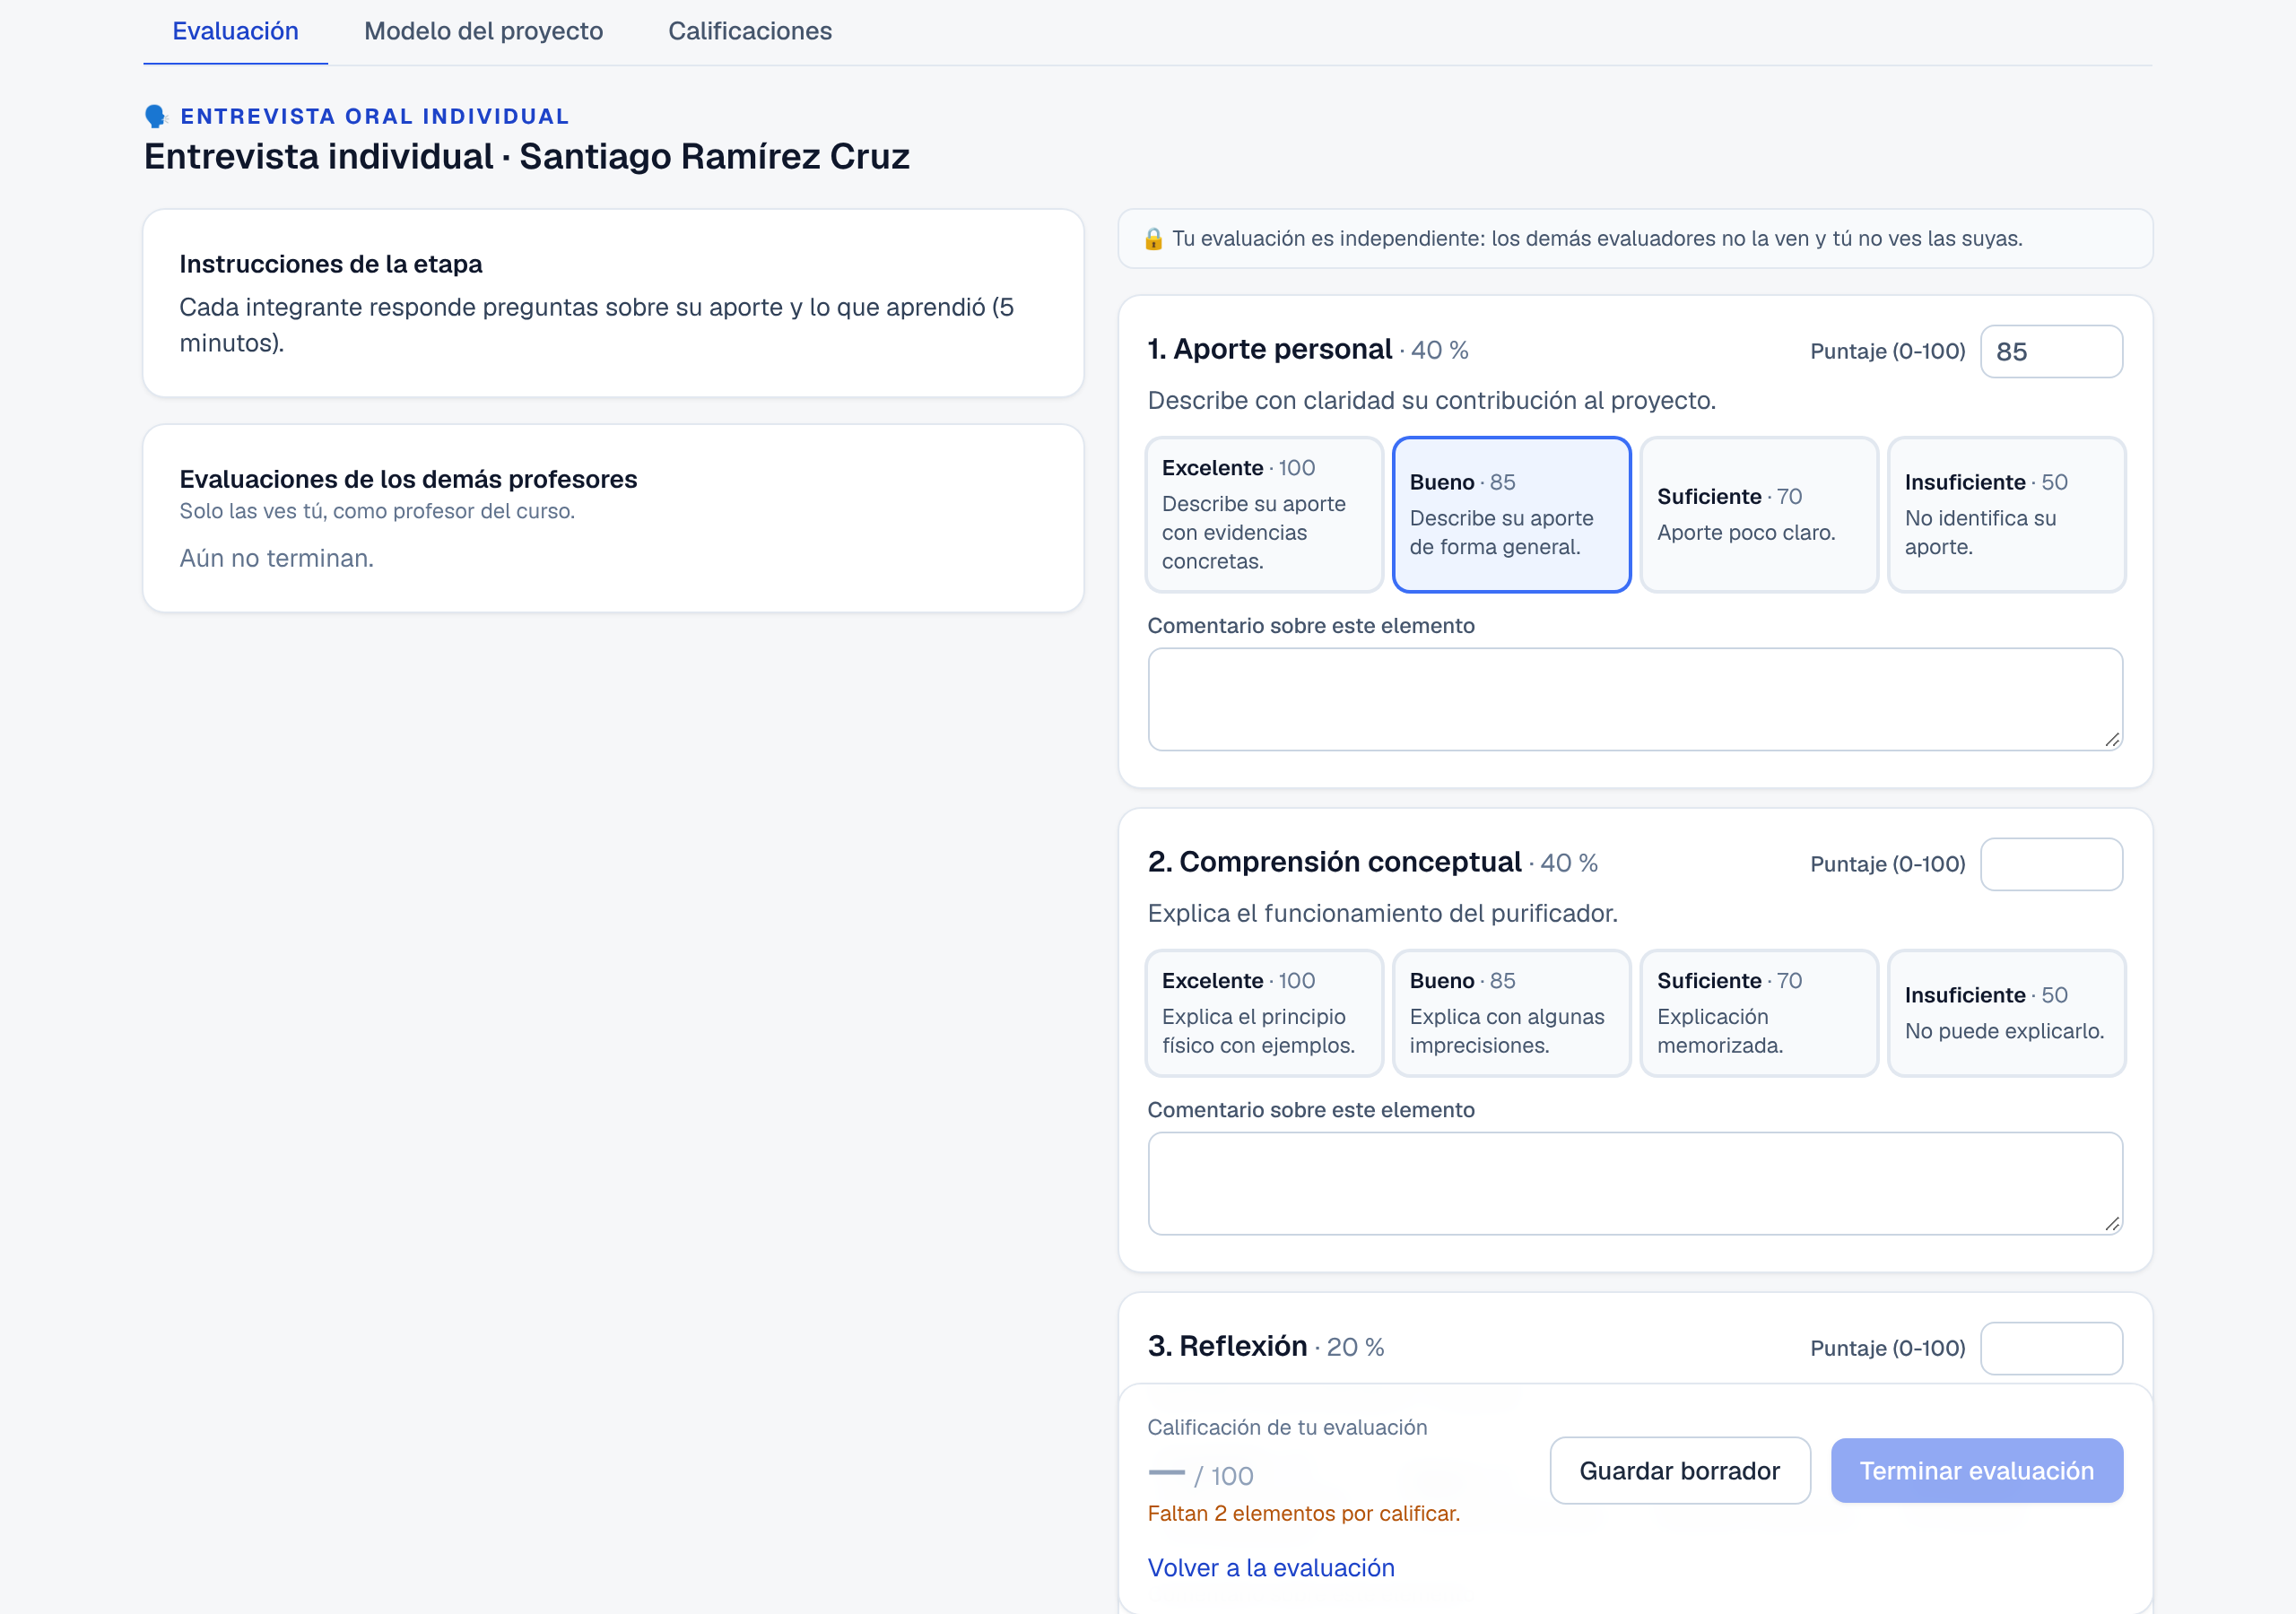 Evaluación
Modelo del proyecto
Calificaciones
ENTREVISTA ORAL INDIVIDUAL
Entrevista individual · Santiago Ramírez Cruz
Instrucciones de la etapa
Cada integrante responde preguntas sobre su aporte y lo que aprendió (5
minutos).
Evaluaciones de los demás profesores
Solo las ves tú, como profesor del curso.
Aún no terminan.
Tu evaluación es independiente: los demás evaluadores no la ven y tú no ves las suyas.
1. Aporte personal · 40 %
Puntaje (0-100)
85
Describe con claridad su contribución al proyecto.
Excelente · 100
Describe su aporte
con evidencias
concretas.
Bueno · 85
Describe su aporte
de forma general.
Suficiente · 70
Aporte poco claro.
Insuficiente · 50
No identifica su
aporte.
Comentario sobre este elemento
2. Comprensión conceptual · 40 %
Puntaje (0-100)
Explica el funcionamiento del purificador.
Excelente · 100
Explica el principio
físico con ejemplos.
Bueno · 85
Explica con algunas
imprecisiones.
Suficiente · 70
Explicación
memorizada.
Insuficiente · 50
No puede explicarlo.
Comentario sobre este elemento
3. Reflexión · 20 %
Puntaje (0-100)
Calificación de tu evaluación
— / 100
Faltan 2 elementos por calificar.
Guardar borrador
Terminar evaluación
Volver a la evaluación